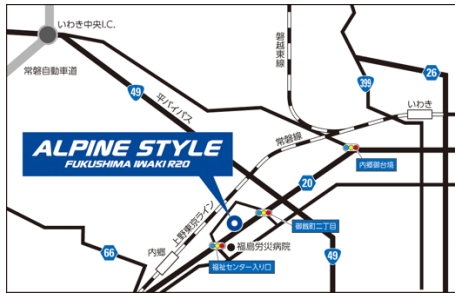 いわき中央I.C.
常磐自動車道
49
平バイパス
磐越東線
399
26
いわき
常磐線
内郷御台場
ALPINE STYLE
FUKUSHIMA IWAKI R20
20
上野東京ライン
御厩町二丁目
66
内郷
福島労災病院
福祉センター入り口
49